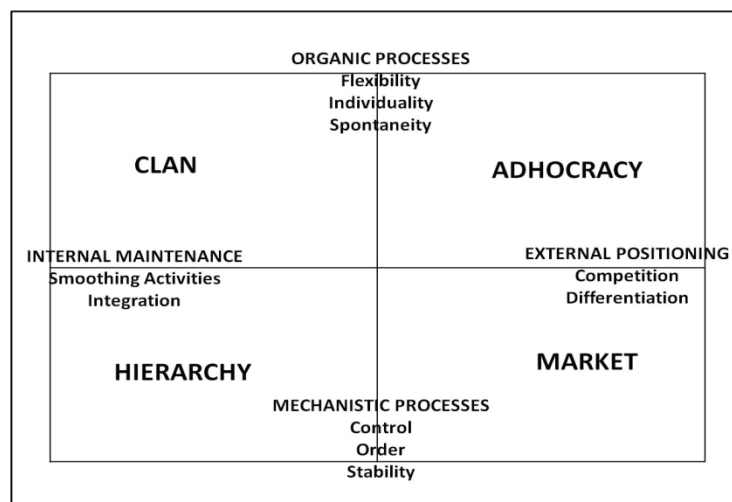 ORGANIC PROCESSES
Flexibility
Individuality
Spontaneity
CLAN
ADHOCRACY
INTERNAL MAINTENANCE
Smoothing Activities
Integration
EXTERNAL POSITIONING
Competition
Differentiation
HIERARCHY
MARKET
MECHANISTIC PROCESSES
Control
Order
Stability